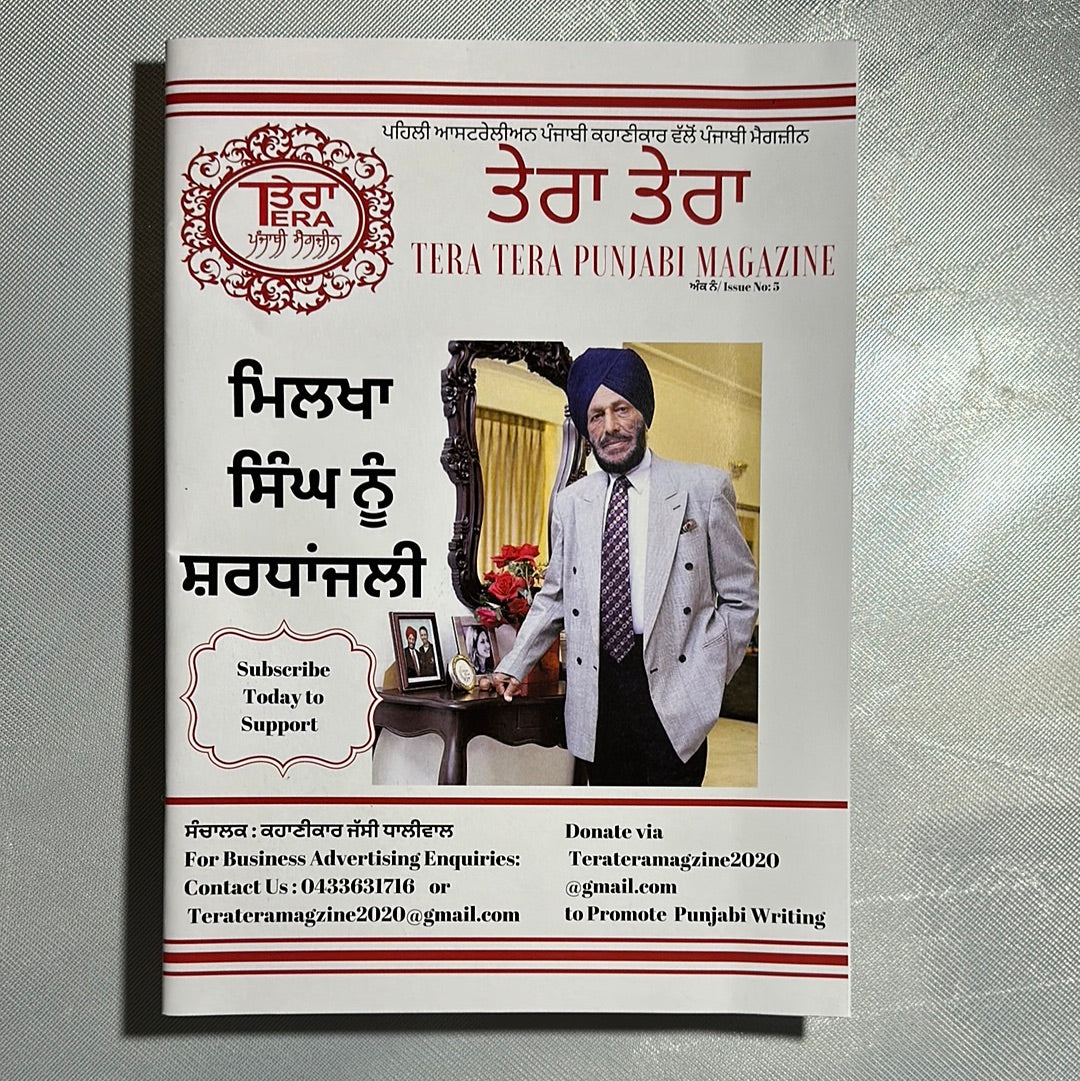 ਪਹਿਲੀ ਆਸਟਰੇਲੀਅਨ ਪੰਜਾਬੀ ਕਹਾਣੀਕਾਰ ਵੱਲੋਂ ਪੰਜਾਬੀ ਮੈਗਜ਼ੀਨ
ਤੇਰਾ
TERA
ਪੰਜਾਬੀ ਮੈਗਜ਼ੀਨ
ਤੇਰਾ ਤੇਰਾ
TERA TERA PUNJABI MAGAZINE
ਅੰਕ ਨੰ/ Issue No: 5
ਮਿਲਖਾ
ਸਿੰਘ ਨੂੰ
ਸ਼ਰਧਾਂਜਲੀ
Subscribe
Today to
Support
ਸੰਚਾਲਕ : ਕਹਾਣੀਕਾਰ ਜੱਸੀ ਧਾਲੀਵਾਲ
For Business Advertising Enquiries:
Contact Us : 0433631716 or
Terateramagzine2020@gmail.com
Donate via
Terateramagzine2020
@gmail.com
to Promote Punjabi Writing